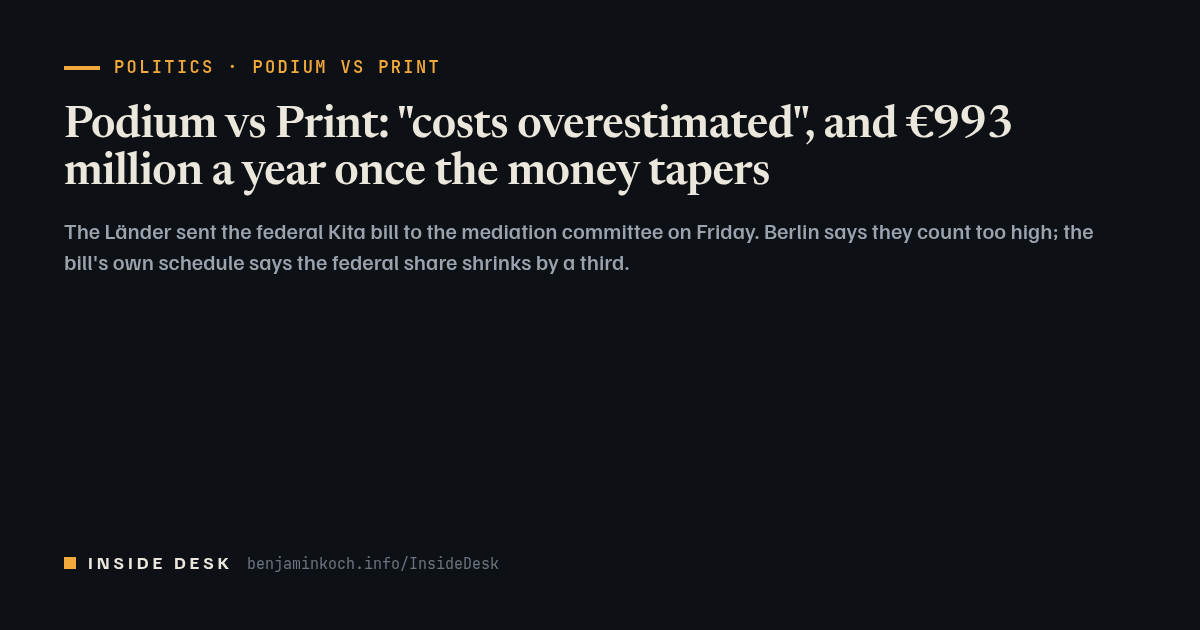 POLITICS · PODIUM VS PRINT
Podium vs Print: "costs overestimated", and €993
million a year once the money tapers
The Länder sent the federal Kita bill to the mediation committee on Friday. Berlin says they count too high; the
bill's own schedule says the federal share shrinks by a third.
INSIDE DESK benjaminkoch.info/InsideDesk